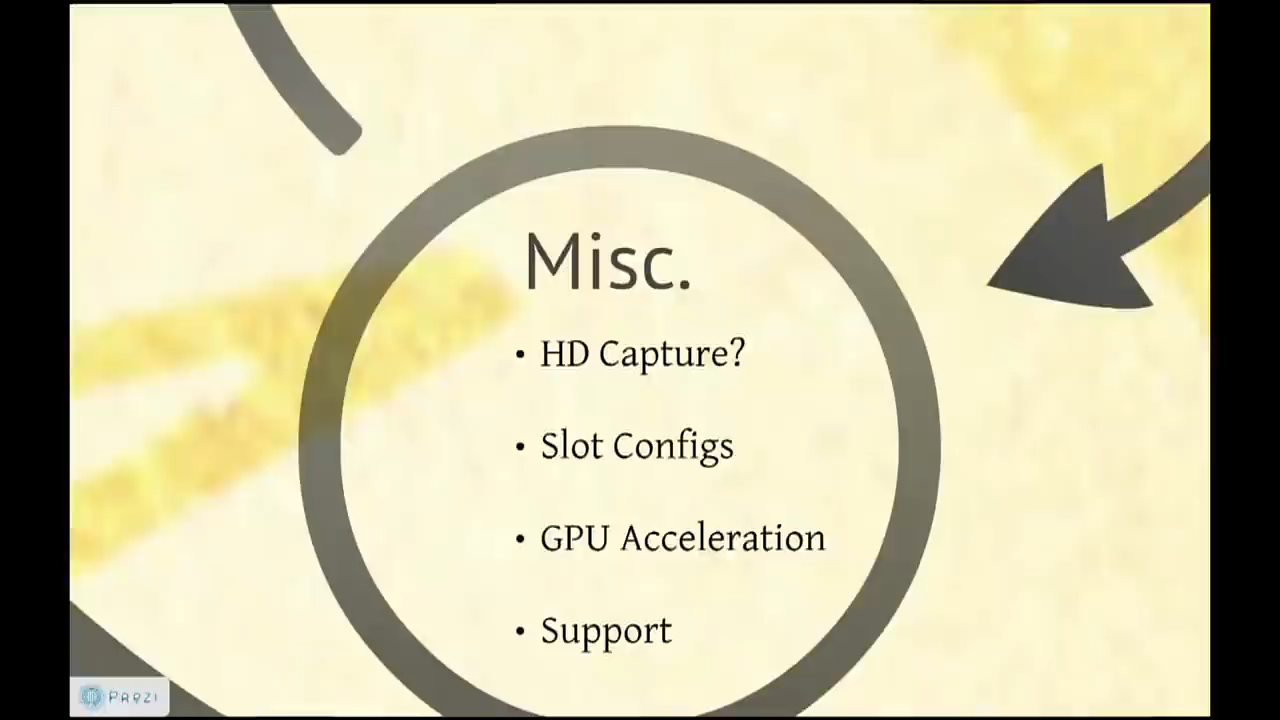 Misc.
• HD Capture?
• Slot Configs
• GPU Acceleration
• Support
PREZI